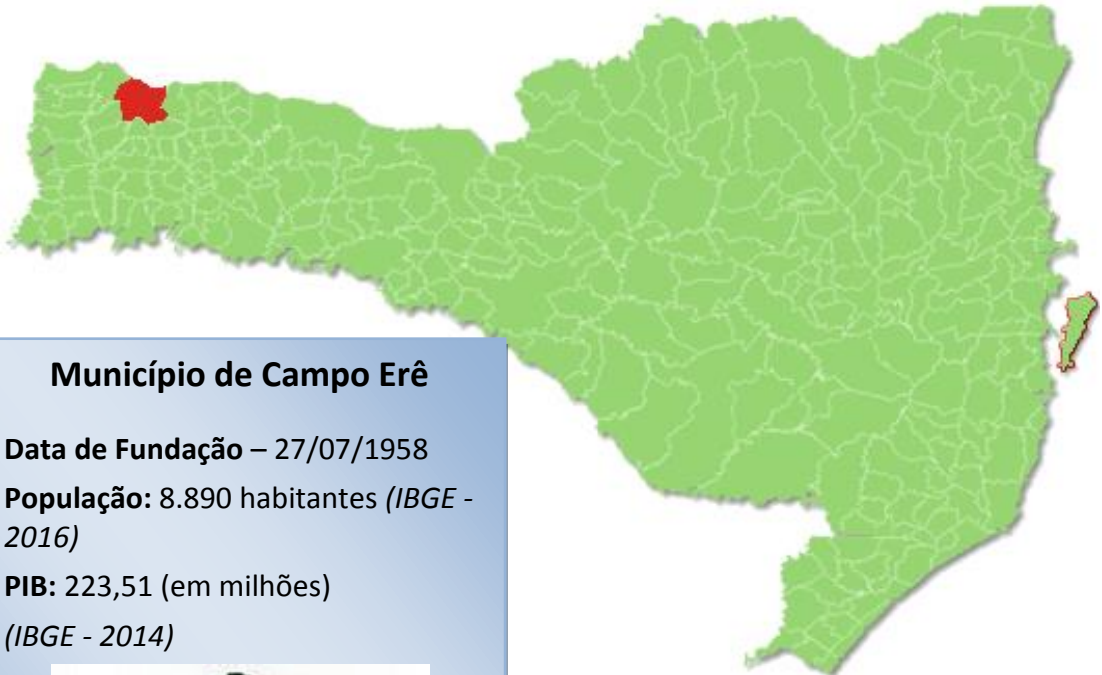 Município de Campo Erê
Data de Fundação – 27/07/1958
População: 8.890 habitantes (IBGE -
2016)
PIB: 223,51 (em milhões)
(IBGE - 2014)